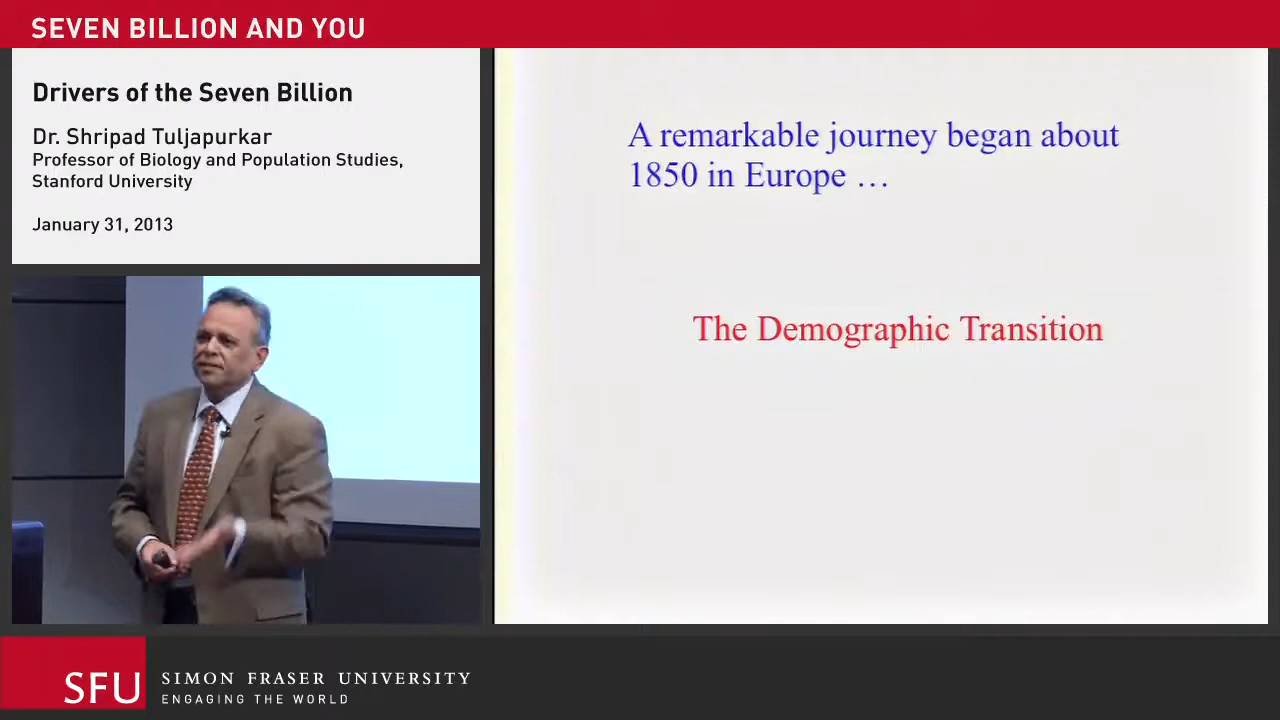 SEVEN BILLION AND YOU
Drivers of the Seven Billion
Dr. Shripad Tuljapurkar
Professor of Biology and Population Studies,
Stanford University
January 31, 2013
A remarkable journey began about
1850 in Europe …
The Demographic Transition
SFU
SIMON FRASER UNIVERSITY
ENGAGING THE WORLD